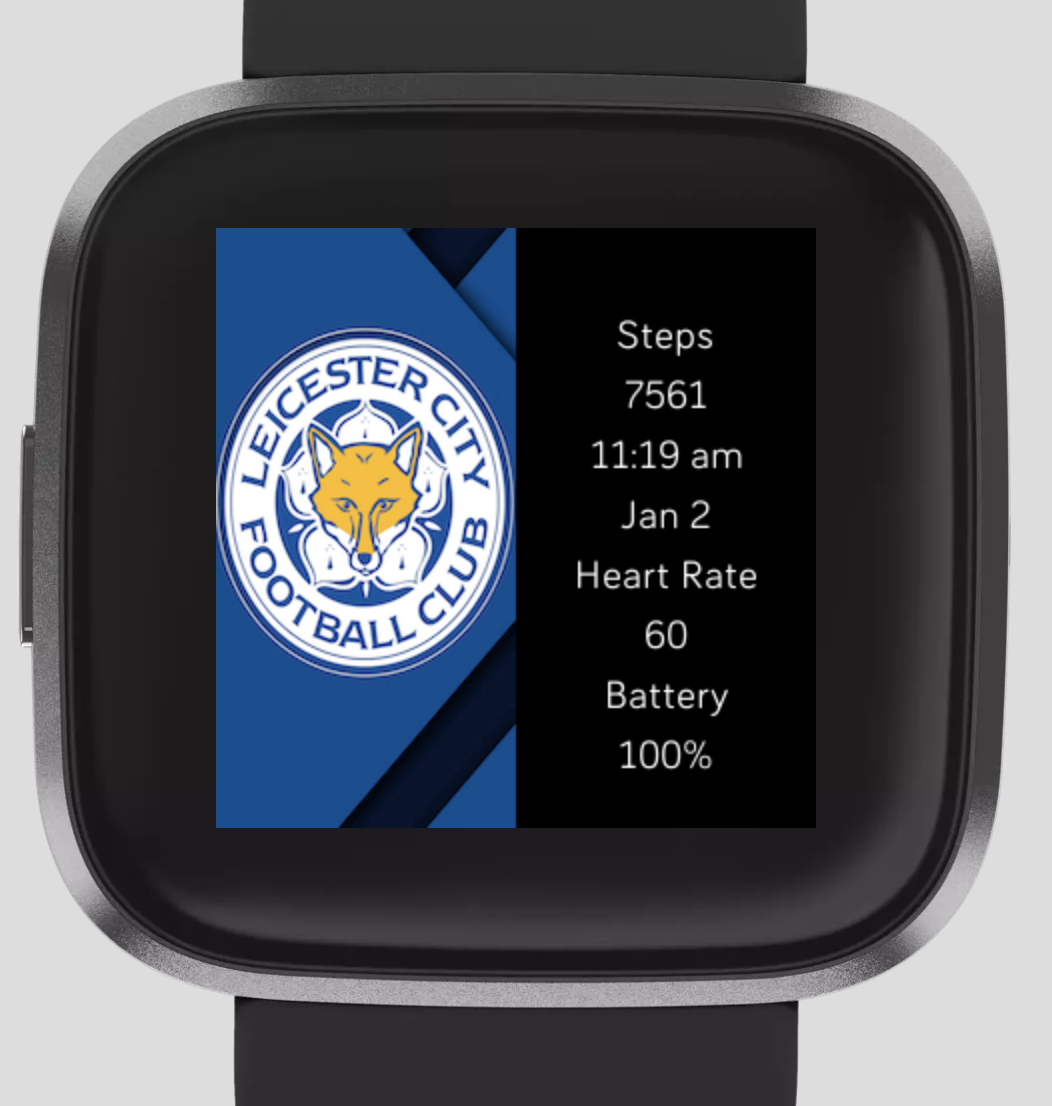 LEICESTER CITY
FOOTBALL CLUB
Steps
7561
11:19 am
Jan 2
Heart Rate
60
Battery
100%